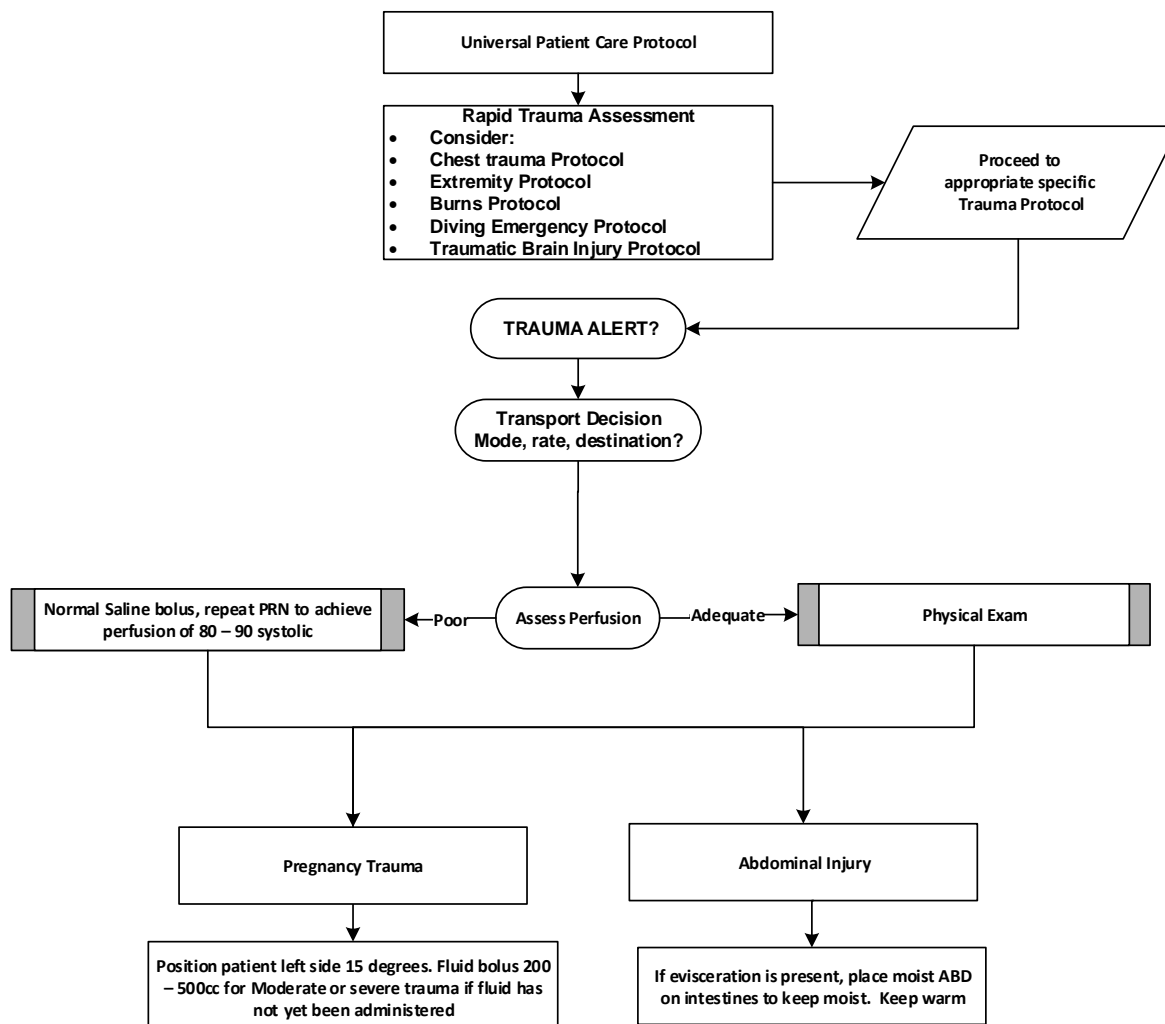 Universal Patient Care Protocol
Rapid Trauma Assessment
• Consider:
• Chest trauma Protocol
• Extremity Protocol
• Burns Protocol
• Diving Emergency Protocol
• Traumatic Brain Injury Protocol
Proceed to
appropriate specific
Trauma Protocol
TRAUMA ALERT?
Transport Decision
Mode, rate, destination?
Normal Saline bolus, repeat PRN to achieve
perfusion of 80 – 90 systolic
Poor
Assess Perfusion
Adequate
Physical Exam
Pregnancy Trauma
Abdominal Injury
Position patient left side 15 degrees. Fluid bolus 200
– 500cc for Moderate or severe trauma if fluid has
not yet been administered
If evisceration is present, place moist ABD
on intestines to keep moist.  Keep warm